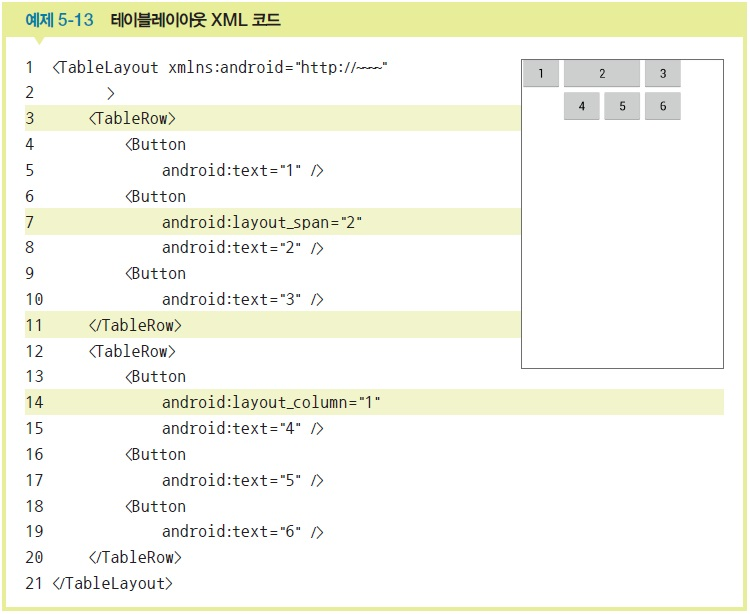 예제 5-13 테이블레이아웃 XML 코드
1 <TableLayout xmlns:android="http://~~~~"
2 >
3 <TableRow>
4 <Button
5 android:text="1" />
6 <Button
7 android:layout_span="2"
8 android:text="2" />
9 <Button
10 android:text="3" />
11 </TableRow>
12 <TableRow>
13 <Button
14 android:layout_column="1"
15 android:text="4" />
16 <Button
17 android:text="5" />
18 <Button
19 android:text="6" />
20 </TableRow>
21 </TableLayout>
1 2 3
4 5 6